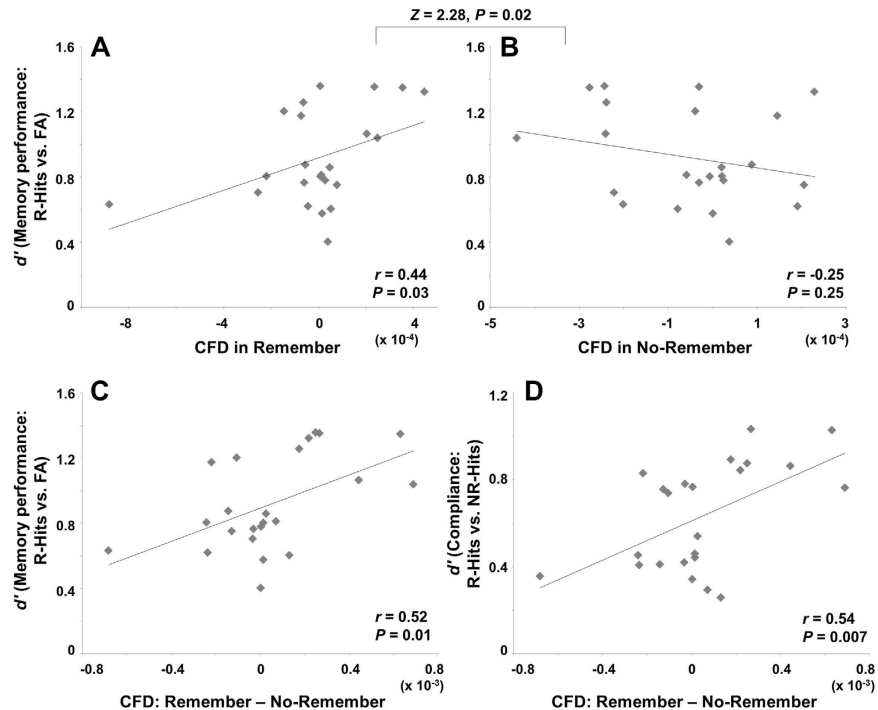 Z = 2.28, P = 0.02
A
d′ (Memory performance:
R-Hits vs. FA)
1.6
1.2
0.8
0.4
0
-8
-4
0
4
(x 10-4)
CFD in Remember
r = 0.44
P = 0.03
B
1.6
1.2
0.8
0.4
0
-5
-3
-1
1
3
(x 10-4)
CFD in No-Remember
r = -0.25
P = 0.25
C
d′ (Memory performance:
R-Hits vs. FA)
1.6
1.2
0.8
0.4
0
-0.8
-0.4
0
0.4
0.8
(x 10-3)
CFD: Remember – No-Remember
r = 0.52
P = 0.01
D
d′ (Compliance:
R-Hits vs. NR-Hits)
1.2
0.8
0.4
0
-0.8
-0.4
0
0.4
0.8
(x 10-3)
CFD: Remember – No-Remember
r = 0.54
P = 0.007